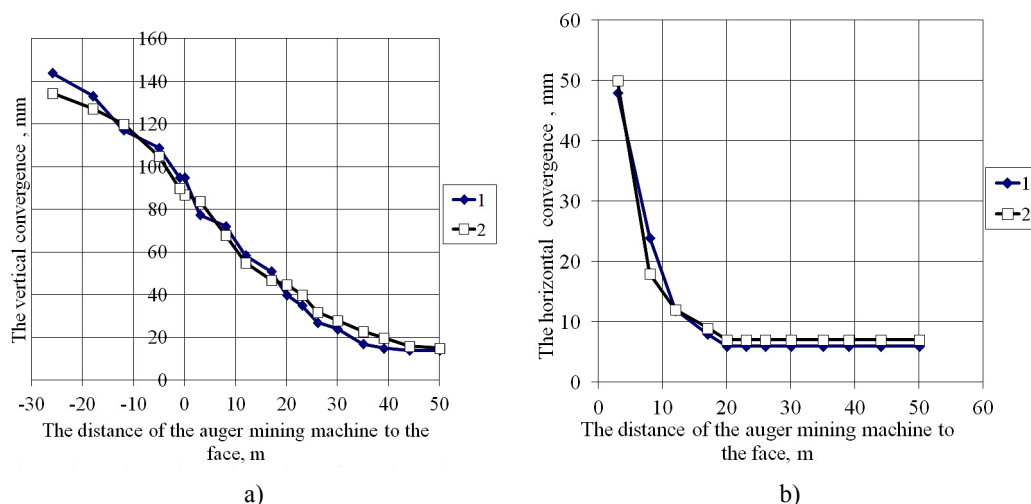 The vertical convergence , mm
160
140
120
100
80
60
40
20
0
-30 -20 -10 0 10 20 30 40 50
The distance of the auger mining machine to the
face, m
1
2
a)
The horizontal convergence , mm
60
50
40
30
20
10
0
0 10 20 30 40 50 60
The distance of the auger mining machine to
the face, m
1
2
b)